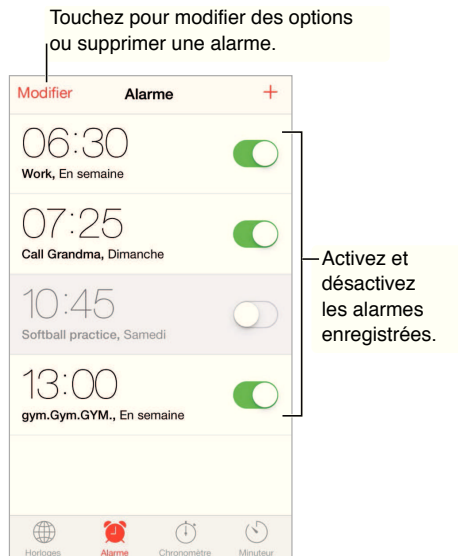 Touchez pour modifier des options
ou supprimer une alarme.
Modifier Alarme +
06:30
Work, En semaine
07:25
Call Grandma, Dimanche
10:45
Softball practice, Samedi
13:00
gym.Gym.GYM., En semaine
Activez et
désactivez
les alarmes
enregistrées.
Horloges Alarme Chronomètre Minuteur